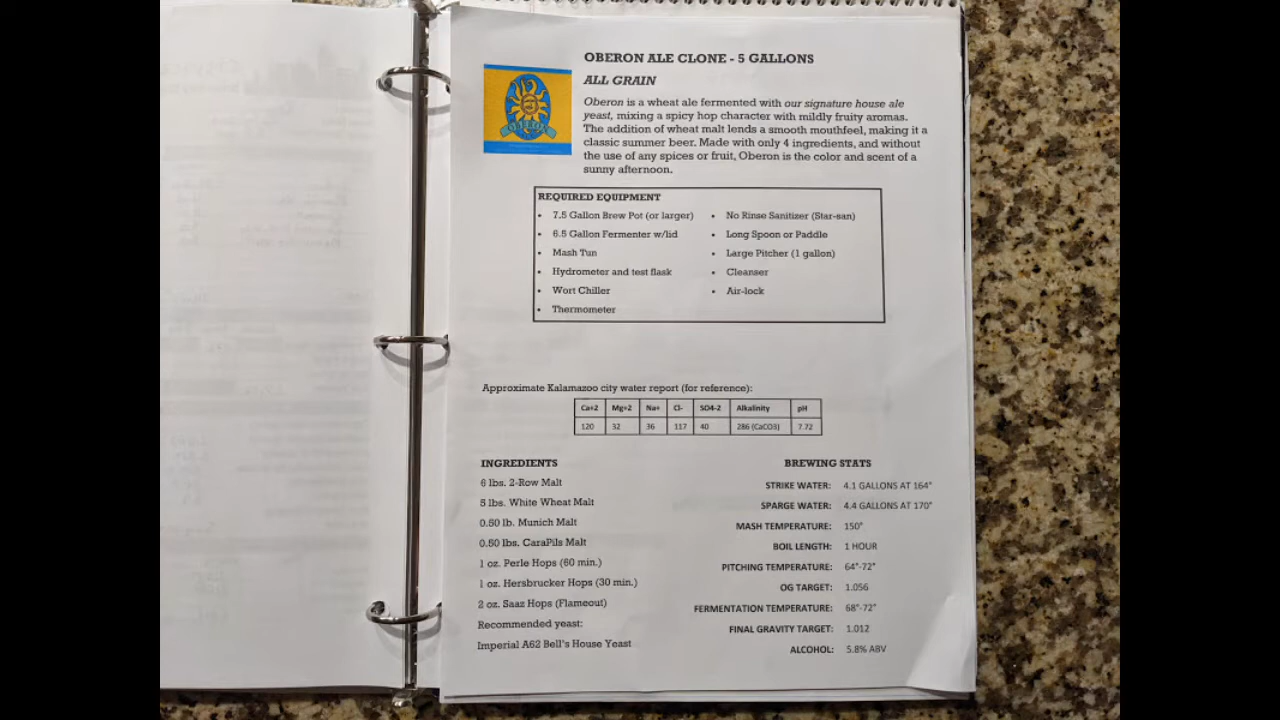 OBERON ALE CLONE - 5 GALLONS
ALL GRAIN
Oberon is a wheat ale fermented with our signature house ale
yeast, mixing a spicy hop character with mildly fruity aromas.
The addition of wheat malt lends a smooth mouthfeel, making it a
classic summer beer. Made with only 4 ingredients, and without
the use of any spices or fruit, Oberon is the color and scent of a
sunny afternoon.
OBERON
REQUIRED EQUIPMENT
• 7.5 Gallon Brew Pot (or larger)
• 6.5 Gallon Fermenter w/lid
• Mash Tun
• Hydrometer and test flask
• Wort Chiller
• Thermometer
• No Rinse Sanitizer (Star-san)
• Long Spoon or Paddle
• Large Pitcher (1 gallon)
• Cleanser
• Air-lock
Approximate Kalamazoo city water report (for reference):
Ca+2 Mg+2 Na+ Cl- SO4-2 Alkalinity pH
120 32 36 117 40 286 (CaCO3) 7.72
INGREDIENTS
6 lbs. 2-Row Malt
5 lbs. White Wheat Malt
0.50 lb. Munich Malt
0.50 lbs. CaraPils Malt
1 oz. Perle Hops (60 min.)
1 oz. Hersbrucker Hops (30 min.)
2 oz. Saaz Hops (Flameout)
Recommended yeast:
Imperial A62 Bell's House Yeast
BREWING STATS
STRIKE WATER: 4.1 GALLONS AT 164°
SPARGE WATER: 4.4 GALLONS AT 170°
MASH TEMPERATURE: 150°
BOIL LENGTH: 1 HOUR
PITCHING TEMPERATURE: 64°-72°
OG TARGET: 1.056
FERMENTATION TEMPERATURE: 68°-72°
FINAL GRAVITY TARGET: 1.012
ALCOHOL: 5.8% ABV